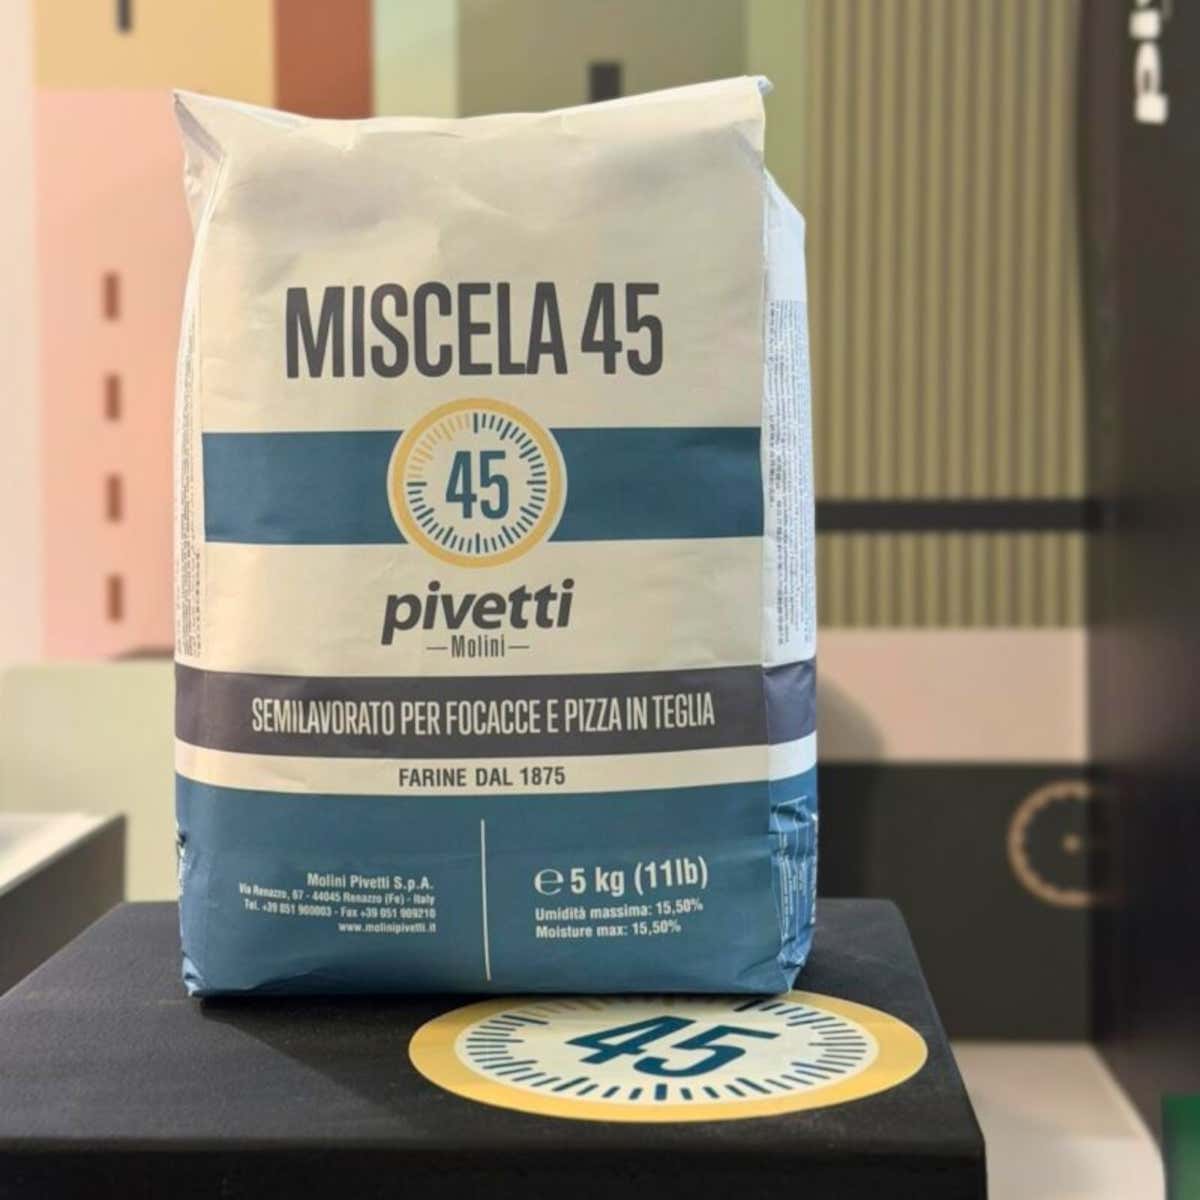 MISCELA 45
45
pivetti
Molini
SEMILAVORATO PER FOCACCE E PIZZA IN TEGLIA
FARINE DAL 1875
Molini Pivetti S.p.A.
Via Renazzo, 67 - 44045 Renazzo (Fe) - Italy
Tel. +39 051 900003 - Fax +39 051 909210
www.molinipivetti.it
℮ 5 kg (11lb)
Umidità massima: 15,50%
Moisture max: 15,50%
45